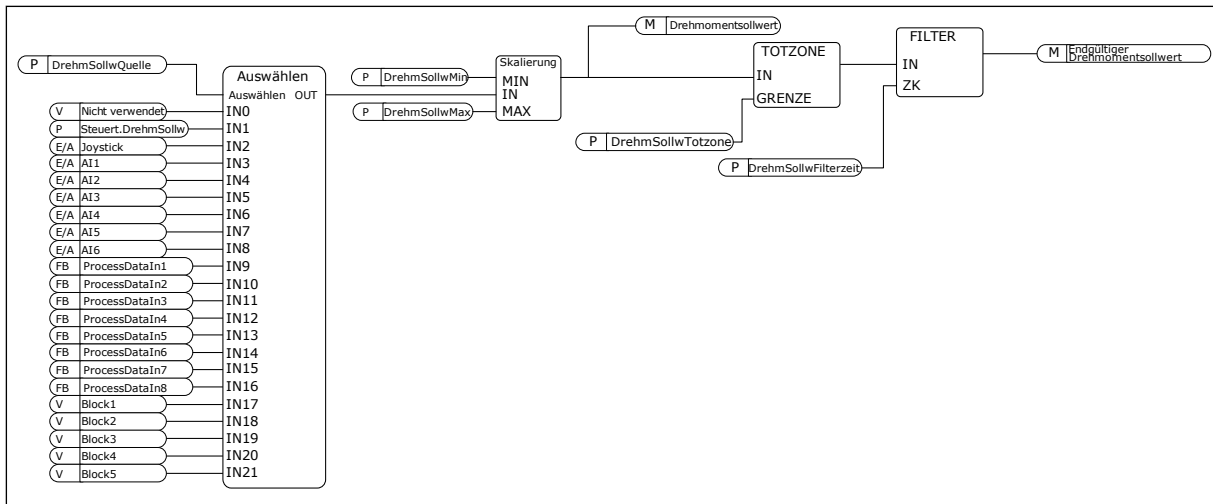 P DrehSollwQuelle
Auswählen
Auswählen OUT
V Nicht verwendet IN0
P Steuert.DrehmSollw IN1
E/A Joystick IN2
E/A AI1 IN3
E/A AI2 IN4
E/A AI3 IN5
E/A AI4 IN6
E/A AI5 IN7
E/A AI6 IN8
FB ProcessDataIn1 IN9
FB ProcessDataIn2 IN10
FB ProcessDataIn3 IN11
FB ProcessDataIn4 IN12
FB ProcessDataIn5 IN13
FB ProcessDataIn6 IN14
FB ProcessDataIn7 IN15
FB ProcessDataIn8 IN16
V Block1 IN17
V Block2 IN18
V Block3 IN19
V Block4 IN20
V Block5 IN21
P DrehSollwMin
P DrehSollwMax
Skalierung
MIN
IN
MAX
M Drehmomentsollwert
TOTZONE
IN
GRENZE
P DrehmSollwTotzone
FILTER
IN
ZK
P DrehmSollwFilterzeit
M Endgültiger
Drehmomentsollwert